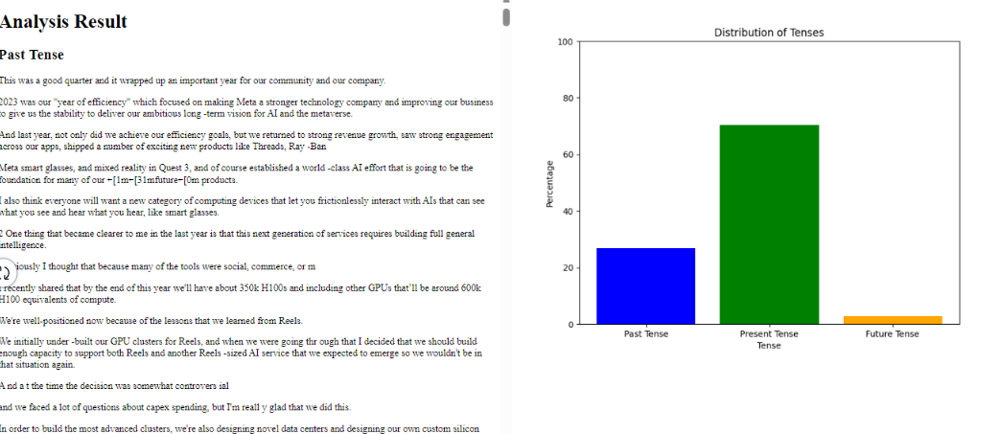 Analysis Result
Past Tense
This was a good quarter and it wrapped up an important year for our community and our company.
2023 was our "year of efficiency" which focused on making Meta a stronger technology company and improving our business
to give us the stability to deliver our ambitious long -term vision for AI and the metaverse.
And last year, not only did we achieve our efficiency goals, but we returned to strong revenue growth, saw strong engagement
across our apps, shipped a number of exciting new products like Threads, Ray -Ban
Meta smart glasses, and mixed reality in Quest 3, and of course established a world -class AI effort that is going to be the
foundation for many of our ←[1m←[31mfuture←[0m products.
I also think everyone will want a new category of computing devices that let you frictionlessly interact with AIs that can see
what you see and hear what you hear, like smart glasses.
2 One thing that became clearer to me in the last year is that this next generation of services requires building full general
intelligence.
iously I thought that because many of the tools were social, commerce, or m
I recently shared that by the end of this year we'll have about 350k H100s and including other GPUs that'll be around 600k
H100 equivalents of compute.
We're well-positioned now because of the lessons that we learned from Reels.
We initially under -built our GPU clusters for Reels, and when we were going thr ough that I decided that we should build
enough capacity to support both Reels and another Reels -sized AI service that we expected to emerge so we wouldn't be in
that situation again.
A nd a t the time the decision was somewhat controvers ial
and we faced a lot of questions about capex spending, but I'm reall y glad that we did this.
In order to build the most advanced clusters, we're also designing novel data centers and designing our own custom silicon
Distribution of Tenses
100
80
60
40
20
0
Percentage
Past Tense Present Tense Future Tense
Tense